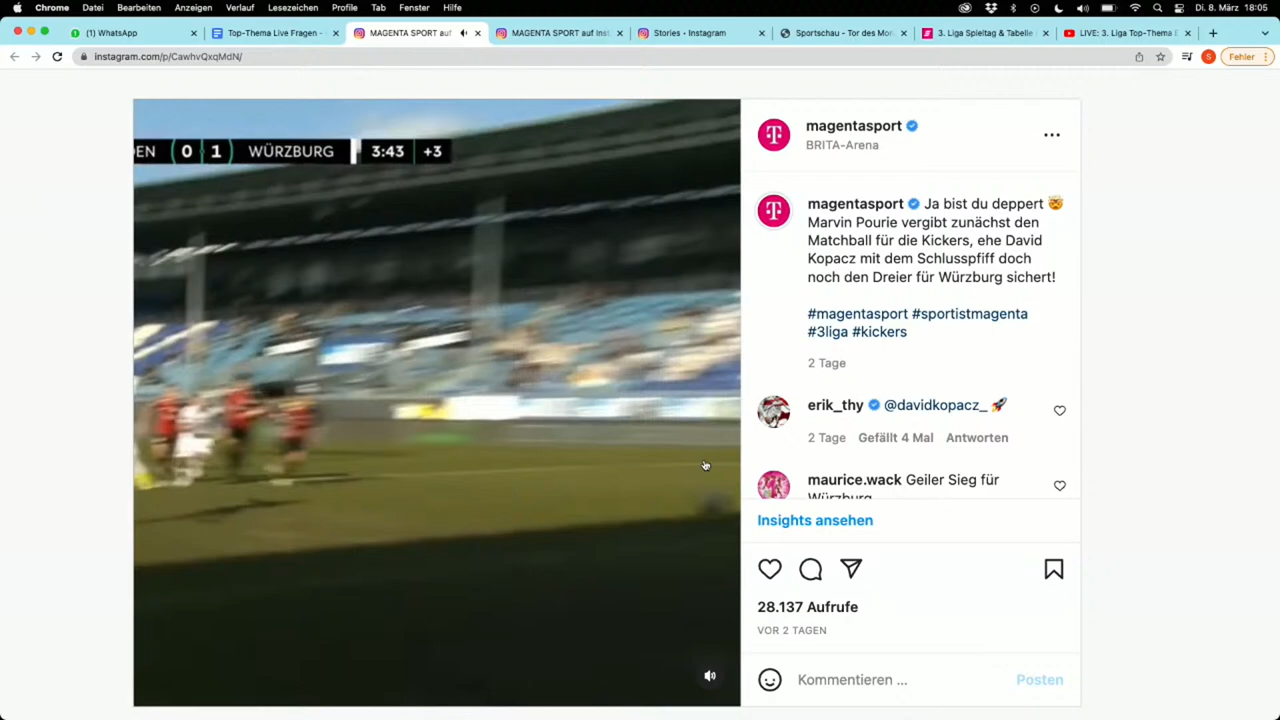 Chrome Datei Bearbeiten Anzeigen Verlauf Lesezeichen Profile Tab Fenster Hilfe Di. 8. März 18:05
(1) WhatsApp Top-Thema Live Fragen - MAGENTA SPORT auf MAGENTA SPORT auf Inst Stories • Instagram Sportschau - Tor des Mon 3. Liga Spieltag & Tabelle LIVE: 3. Liga Top-Thema
instagram.com/p/CawhvQxqMdN/ S Fehler
DEN 0 1 WÜRZBURG 3:43 +3
magentasport
BRITA-Arena
magentasport Ja bist du deppert 🤯
Marvin Pourie vergibt zunächst den
Matchball für die Kickers, ehe David
Kopacz mit dem Schlusspfiff doch
noch den Dreier für Würzburg sichert!
#magentasport #sportistmagenta
#3liga #kickers
2 Tage
erik_thy @davidkopacz_ 🚀
2 Tage Gefällt 4 Mal Antworten
maurice.wack Geiler Sieg für
Würzburg
Insights ansehen
28.137 Aufrufe
VOR 2 TAGEN
Kommentieren ... Posten